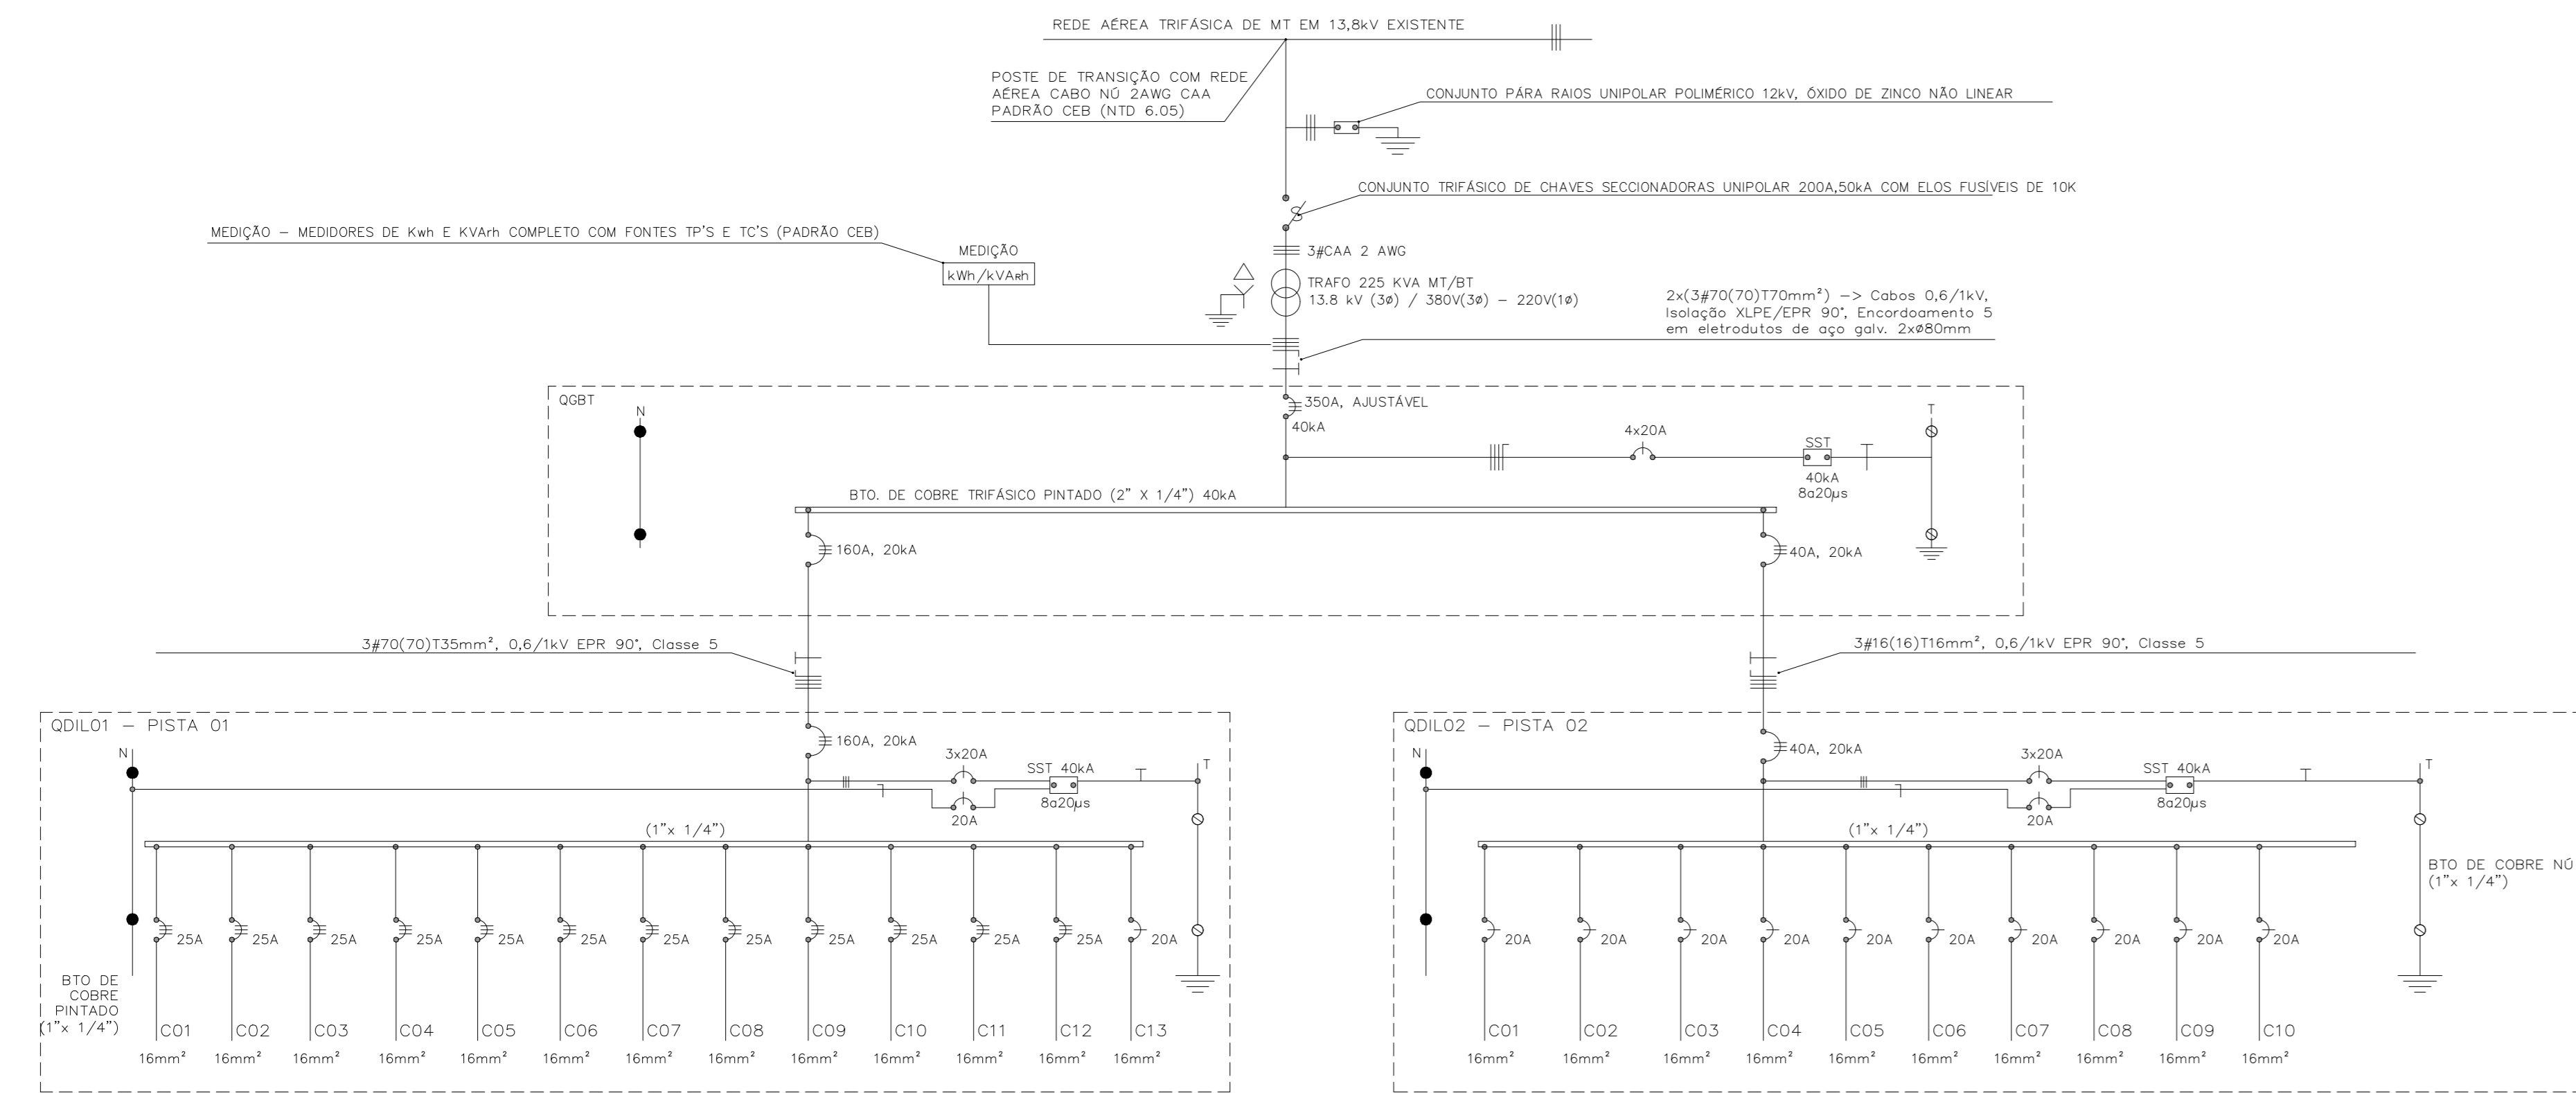 REDE AÉREA TRIFÁSICA DE MT EM 13,8kV EXISTENTE
POSTE DE TRANSIÇÃO COM REDE
AÉREA CABO NÚ 2AWG CAA
PADRÃO CEB (NTD 6.05)
CONJUNTO PÁRA RAIOS UNIPOLAR POLIMÉRICO 12kV, ÓXIDO DE ZINCO NÃO LINEAR
CONJUNTO TRIFÁSICO DE CHAVES SECCIONADORAS UNIPOLAR 200A,50kA COM ELOS FUSÍVEIS DE 10K
MEDIÇÃO – MEDIDORES DE Kwh E KVArh COMPLETO COM FONTES TP'S E TC'S (PADRÃO CEB)
MEDIÇÃO
kWh/kVARh
3#CAA 2 AWG
TRAFO 225 KVA MT/BT
13.8 kV (3ø) / 380V(3ø) – 220V(1ø)
2x(3#70(70)T70mm²) –> Cabos 0,6/1kV,
Isolação XLPE/EPR 90°, Encordoamento 5
em eletrodutos de aço galv. 2xø80mm
QGBT
N
350A, AJUSTÁVEL
40kA
4x20A
SST
40kA
8a20µs
T
BTO. DE COBRE TRIFÁSICO PINTADO (2" X 1/4") 40kA
160A, 20kA
40A, 20kA
3#70(70)T35mm², 0,6/1kV EPR 90°, Classe 5
3#16(16)T16mm², 0,6/1kV EPR 90°, Classe 5
QDIL01 – PISTA 01
N
160A, 20kA
3x20A
SST 40kA
8a20µs
20A
T
(1"x 1/4")
25A 25A 25A 25A 25A 25A 25A 25A 25A 25A 25A 25A 20A
BTO DE
COBRE
PINTADO
(1"x 1/4")
C01 C02 C03 C04 C05 C06 C07 C08 C09 C10 C11 C12 C13
16mm² 16mm² 16mm² 16mm² 16mm² 16mm² 16mm² 16mm² 16mm² 16mm² 16mm² 16mm² 16mm²
QDIL02 – PISTA 02
N
40A, 20kA
3x20A
SST 40kA
8a20µs
20A
T
(1"x 1/4")
BTO DE COBRE NÚ
(1"x 1/4")
20A 20A 20A 20A 20A 20A 20A 20A 20A 20A
C01 C02 C03 C04 C05 C06 C07 C08 C09 C10
16mm² 16mm² 16mm² 16mm² 16mm² 16mm² 16mm² 16mm² 16mm² 16mm²